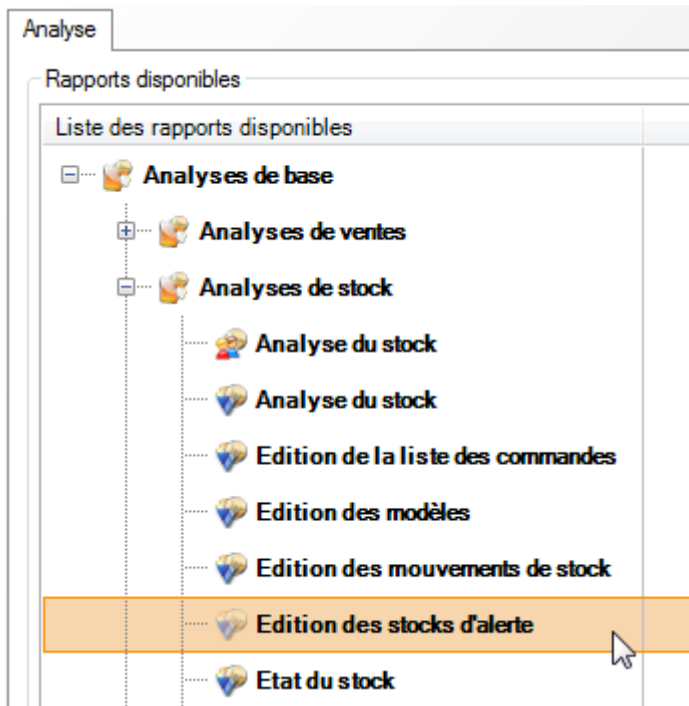 Analyse
Rapports disponibles
Liste des rapports disponibles
Analyses de base
Analyses de ventes
Analyses de stock
Analyse du stock
Analyse du stock
Edition de la liste des commandes
Edition des modèles
Edition des mouvements de stock
Edition des stocks d'alerte
Etat du stock